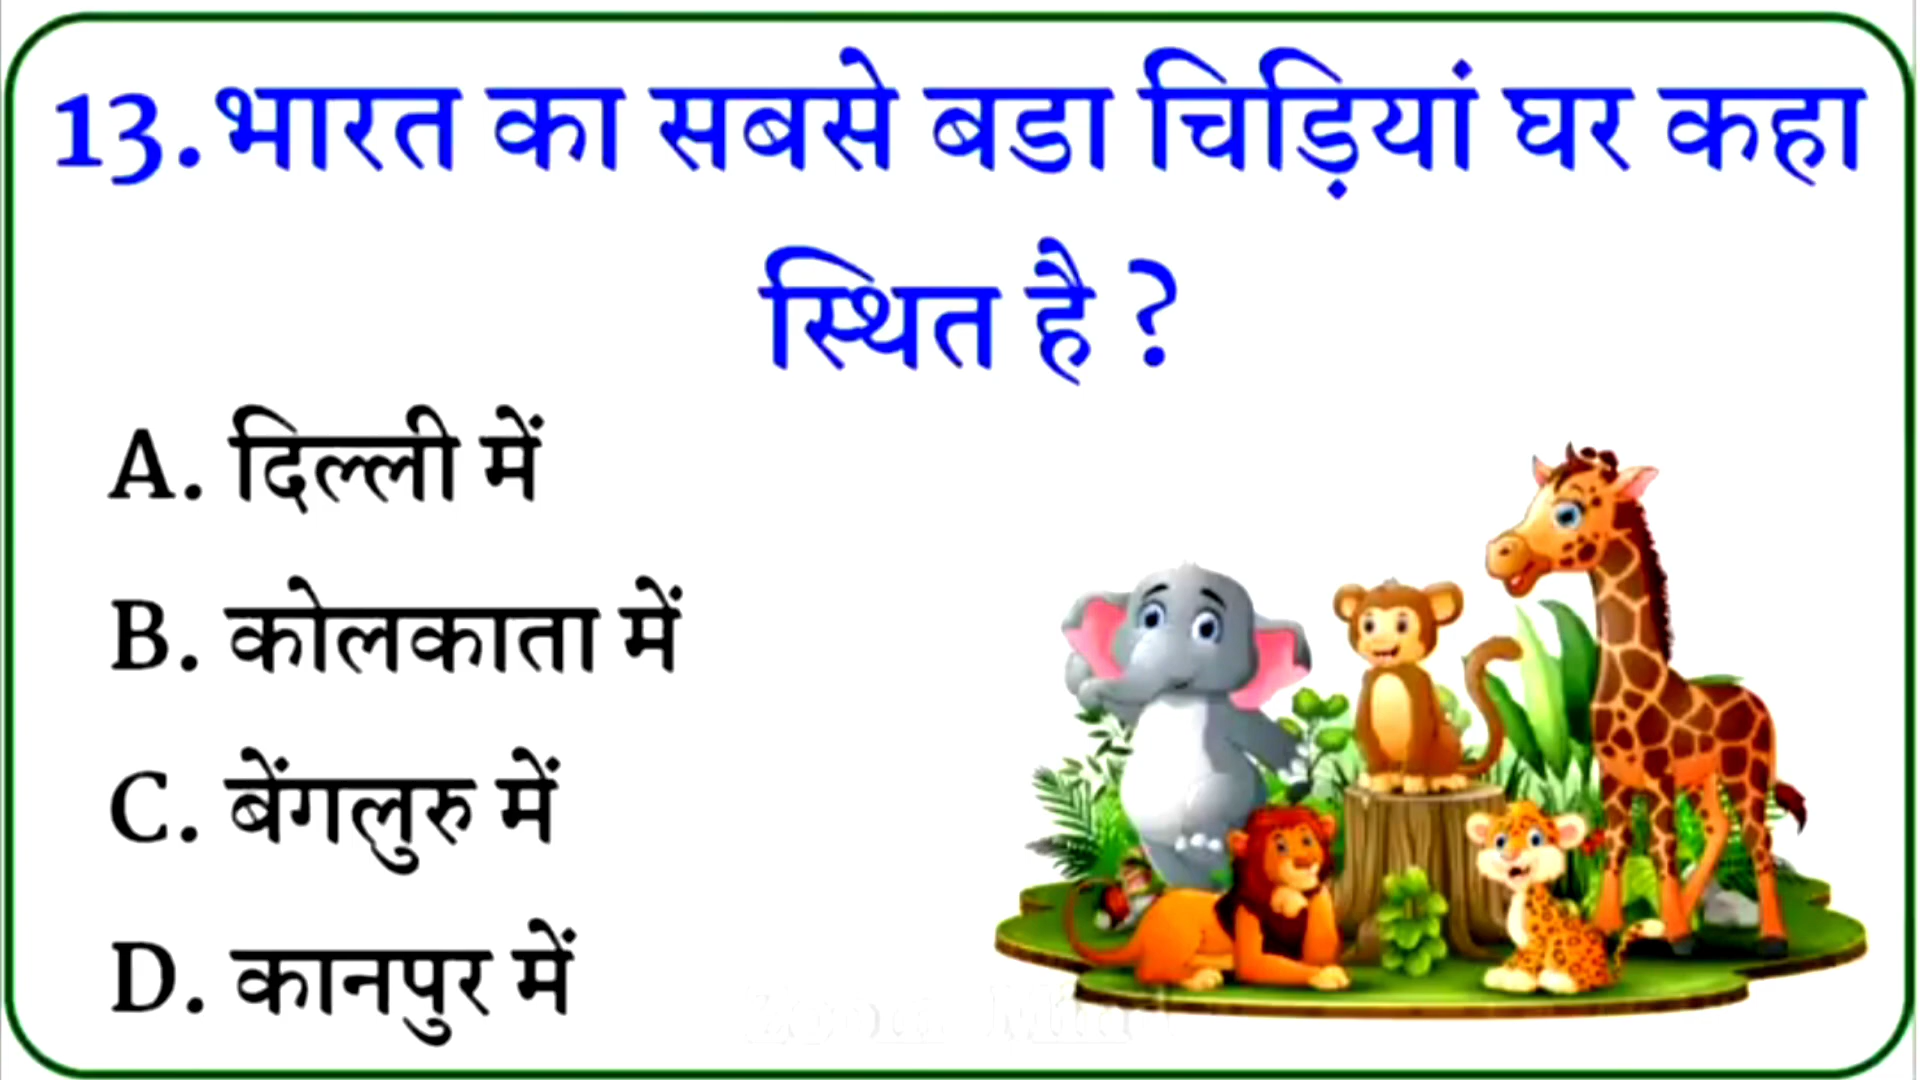 13.भारत का सबसे बडा चिड़ियां घर कहा
स्थित है ?
A. दिल्ली में
B. कोलकाता में
C. बेंगलुरु में
D. कानपुर में